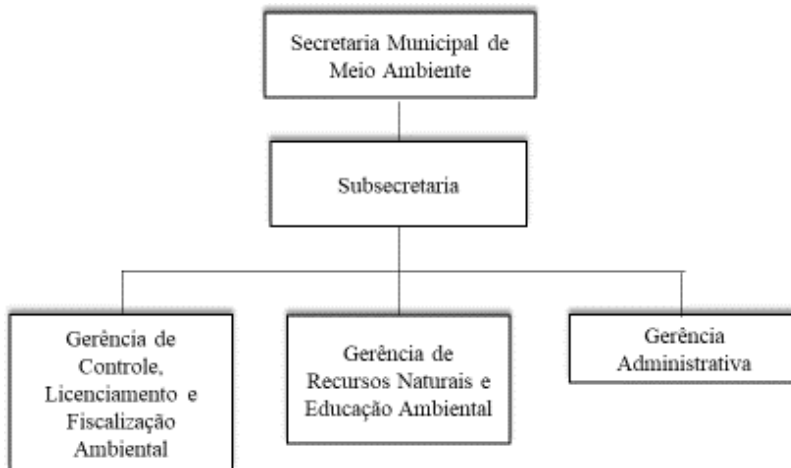 Secretaria Municipal de
Meio Ambiente
Subsecretaria
Gerência de
Controle,
Licenciamento e
Fiscalização
Ambiental
Gerência de
Recursos Naturais e
Educação Ambiental
Gerência
Administrativa